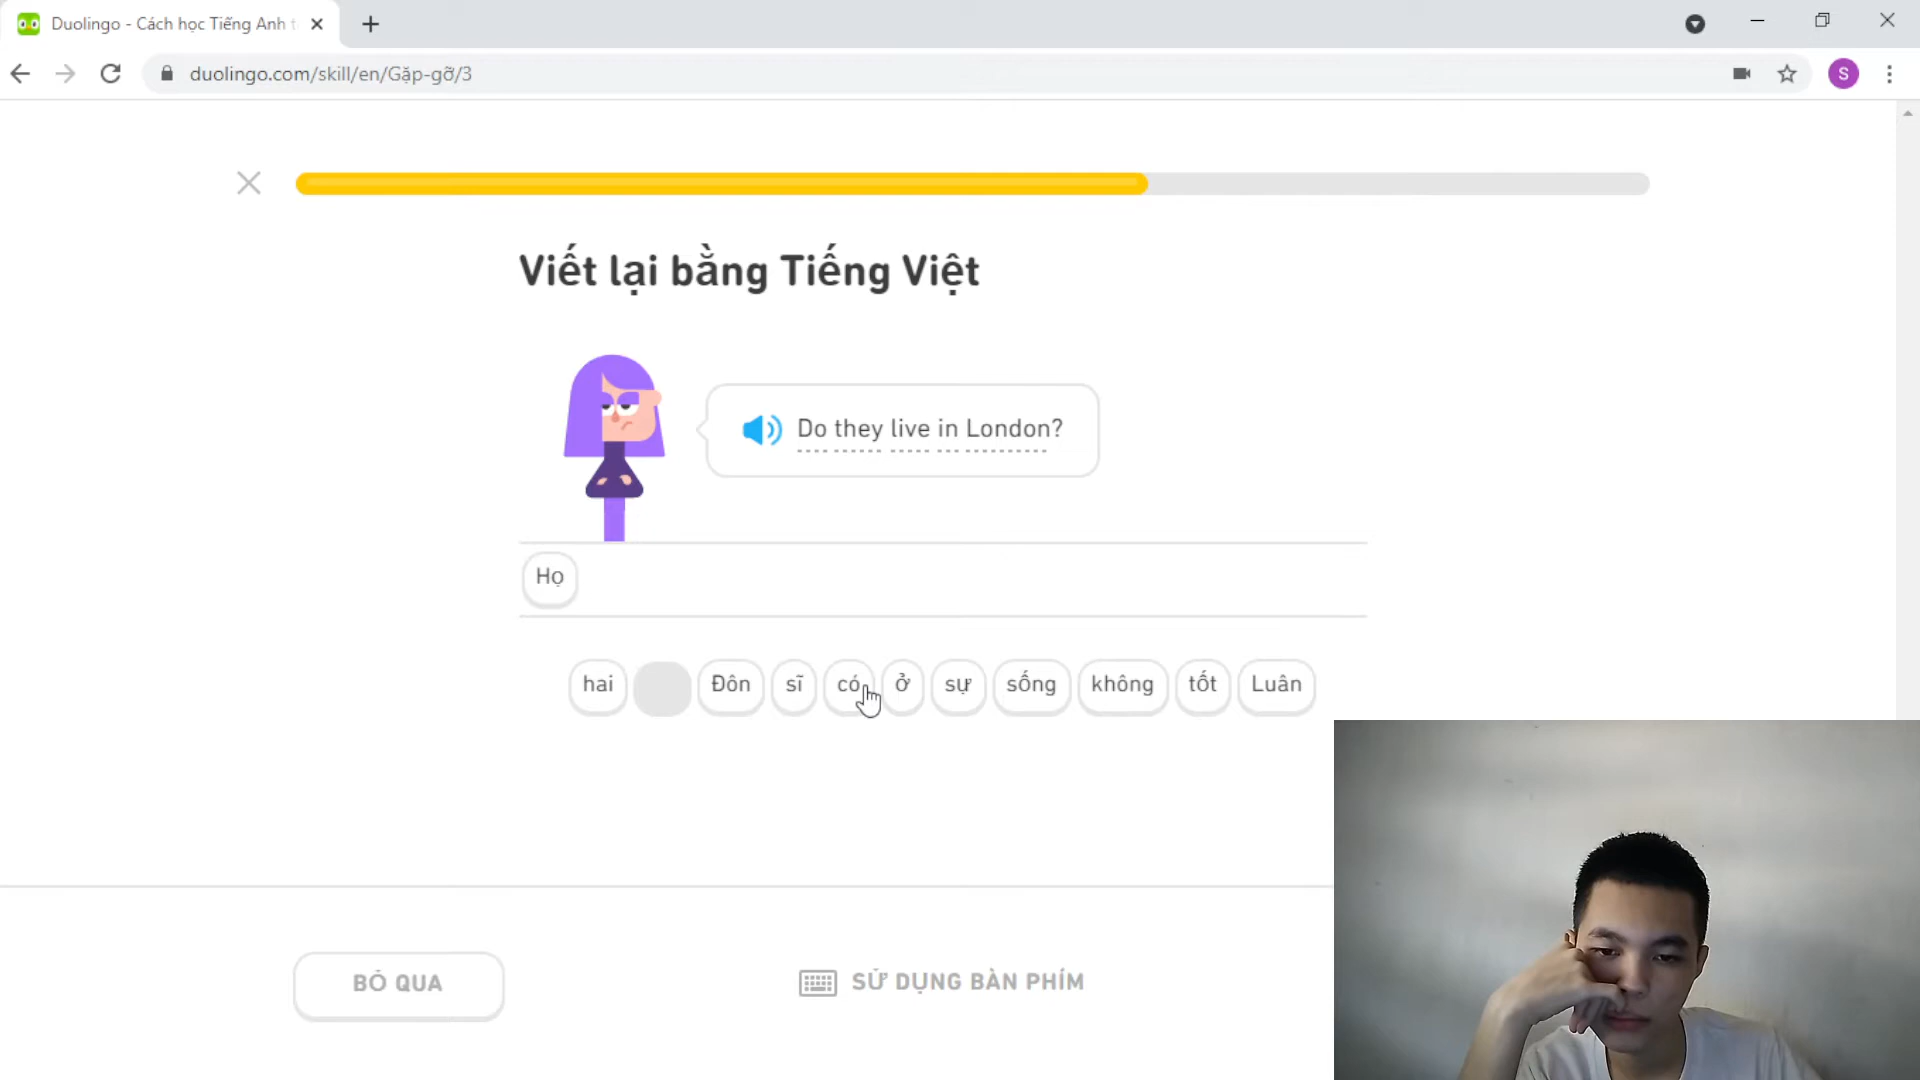 Duolingo - Cách học Tiếng Anh t
duolingo.com/skill/en/Gặp-gỡ/3
S
Viết lại bằng Tiếng Việt
Do they live in London?
Họ
hai Đôn sĩ có ở sự sống không tốt Luân
BỎ QUA
SỬ DỤNG BÀN PHÍM